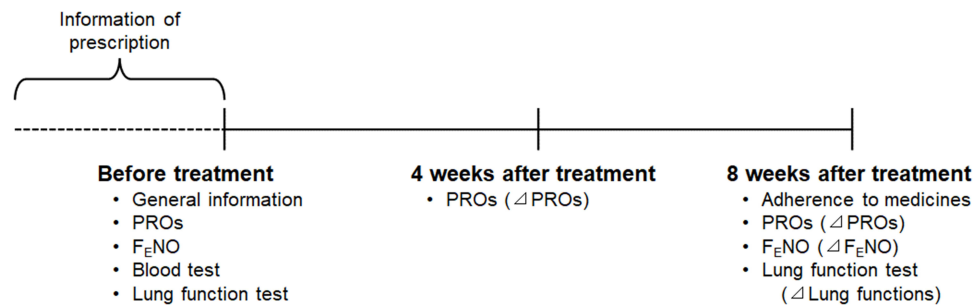 Information of
prescription
Before treatment
• General information
• PROs
• FENO
• Blood test
• Lung function test
4 weeks after treatment
• PROs (⊿PROs)
8 weeks after treatment
• Adherence to medicines
• PROs (⊿PROs)
• FENO (⊿FENO)
• Lung function test
(⊿Lung functions)